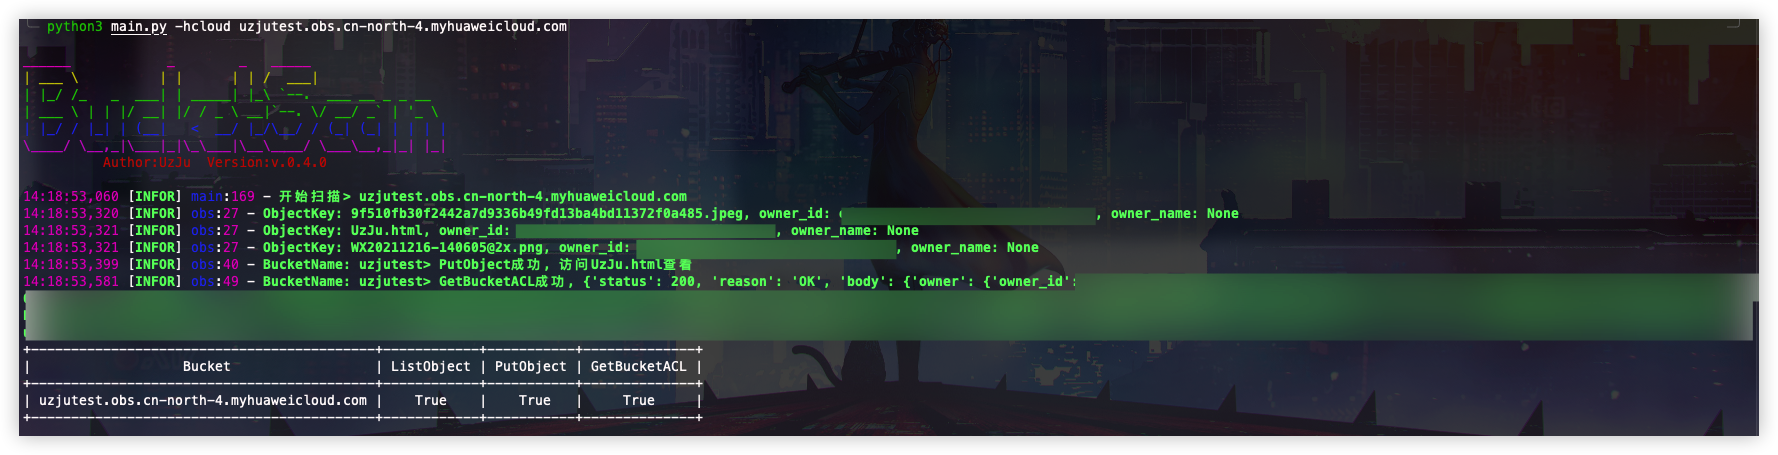 python3 main.py -hcloud uzjutest.obs.cn-north-4.myhuaweicloud.com
BucketScan
Author:UzJu Version:v.0.4.0
14:18:53,060 [INFOR] main:169 - 开始扫描> uzjutest.obs.cn-north-4.myhuaweicloud.com
14:18:53,320 [INFOR] obs:27 - ObjectKey: 9f510fb30f2442a7d9336b49fd13ba4bd11372f0a485.jpeg, owner_id: , owner_name: None
14:18:53,321 [INFOR] obs:27 - ObjectKey: UzJu.html, owner_id: , owner_name: None
14:18:53,321 [INFOR] obs:27 - ObjectKey: WX20211216-140605@2x.png, owner_id: , owner_name: None
14:18:53,399 [INFOR] obs:40 - BucketName: uzjutest> PutObject成功, 访问UzJu.html查看
14:18:53,581 [INFOR] obs:49 - BucketName: uzjutest> GetBucketACL成功, {'status': 200, 'reason': 'OK', 'body': {'owner': {'owner_id':
| Bucket | ListObject | PutObject | GetBucketACL |
| uzjutest.obs.cn-north-4.myhuaweicloud.com | True | True | True |